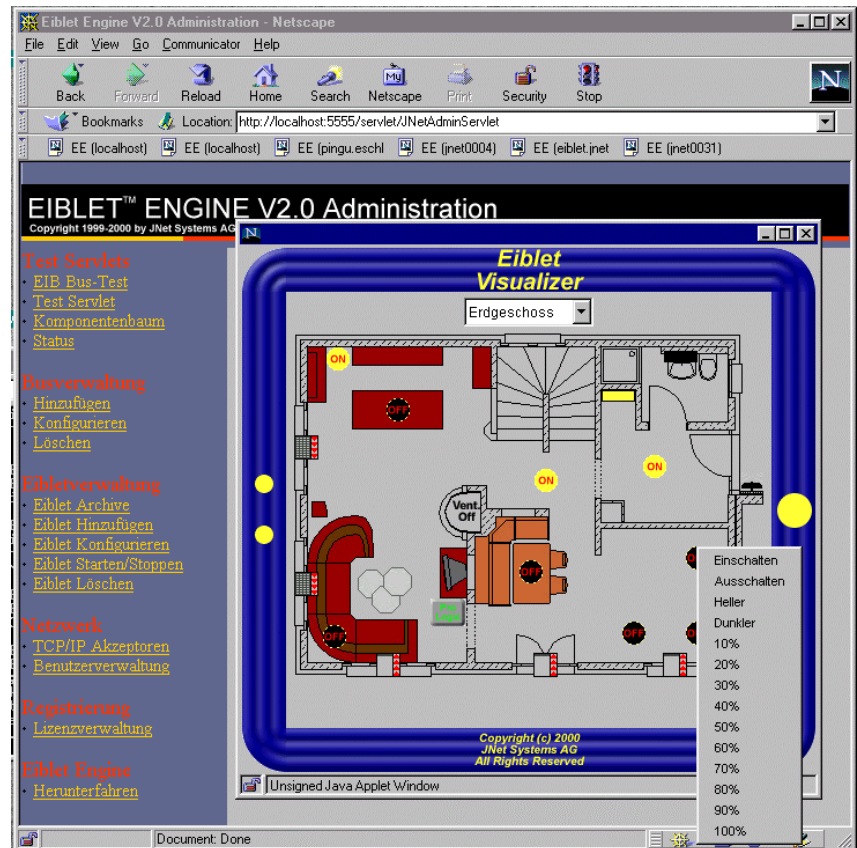 Eiblet Engine V2.0 Administration - Netscape
File Edit View Go Communicator Help
Back Forward Reload Home Search Netscape Print Security Stop
My
N
Bookmarks Location: http://localhost:5555/servlet/JNetAdminServlet
EE (localhost) EE (localhost) EE (pingu.eschl EE (jnet0004) EE (eiblet.jnet EE (jnet0031)
EIBLET™ ENGINE V2.0 Administration
Copyright 1999-2000 by JNet Systems AG
Test Servlets
EIB Bus-Test
Test Servlet
Komponentenbaum
Status
Busverwaltung
Hinzufügen
Konfigurieren
Löschen
Eibletverwaltung
Eiblet Archive
Eiblet Hinzufügen
Eiblet Konfigurieren
Eiblet Starten/Stoppen
Eiblet Löschen
Netzwerk
TCP/IP Akzeptoren
Benutzerverwaltung
Registrierung
Lizenzverwaltung
Eiblet Engine
Herunterfahren
N
Eiblet
Visualizer
Erdgeschoss
ON
OFF
ON
ON
Vent.
Off
OFF
OFF
OFF
OFF
OFF
Copyright (c) 2000
JNet Systems AG
All Rights Reserved
Unsigned Java Applet Window
Einschalten
Ausschalten
Heller
Dunkler
10%
20%
30%
40%
50%
60%
70%
80%
90%
100%
Document: Done